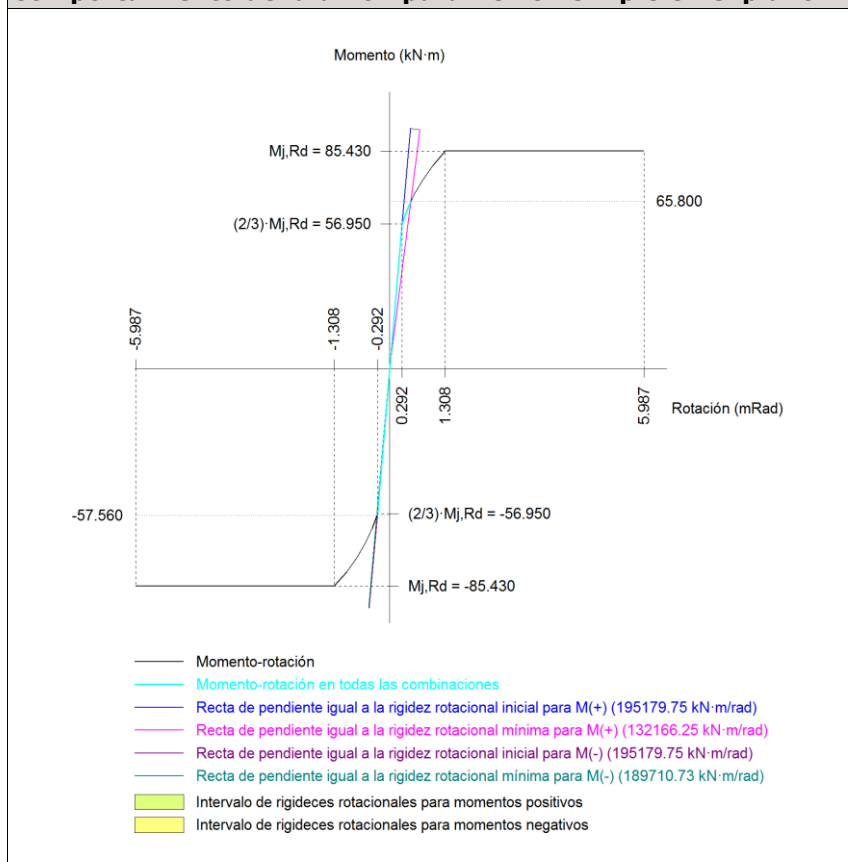 Momento (kN·m)
Mj,Rd = 85.430
65.800
(2/3)·Mj,Rd = 56.950
-5.987
-1.308
-0.292
0.292
1.308
5.987
Rotación (mRad)
-57.560
(2/3)·Mj,Rd = -56.950
Mj,Rd = -85.430
Momento-rotación
Momento-rotación en todas las combinaciones
Recta de pendiente igual a la rigidez rotacional inicial para M(+) (195179.75 kN·m/rad)
Recta de pendiente igual a la rigidez rotacional mínima para M(+) (132166.25 kN·m/rad)
Recta de pendiente igual a la rigidez rotacional inicial para M(-) (195179.75 kN·m/rad)
Recta de pendiente igual a la rigidez rotacional mínima para M(-) (189710.73 kN·m/rad)
Intervalo de rigideces rotacionales para momentos positivos
Intervalo de rigideces rotacionales para momentos negativos